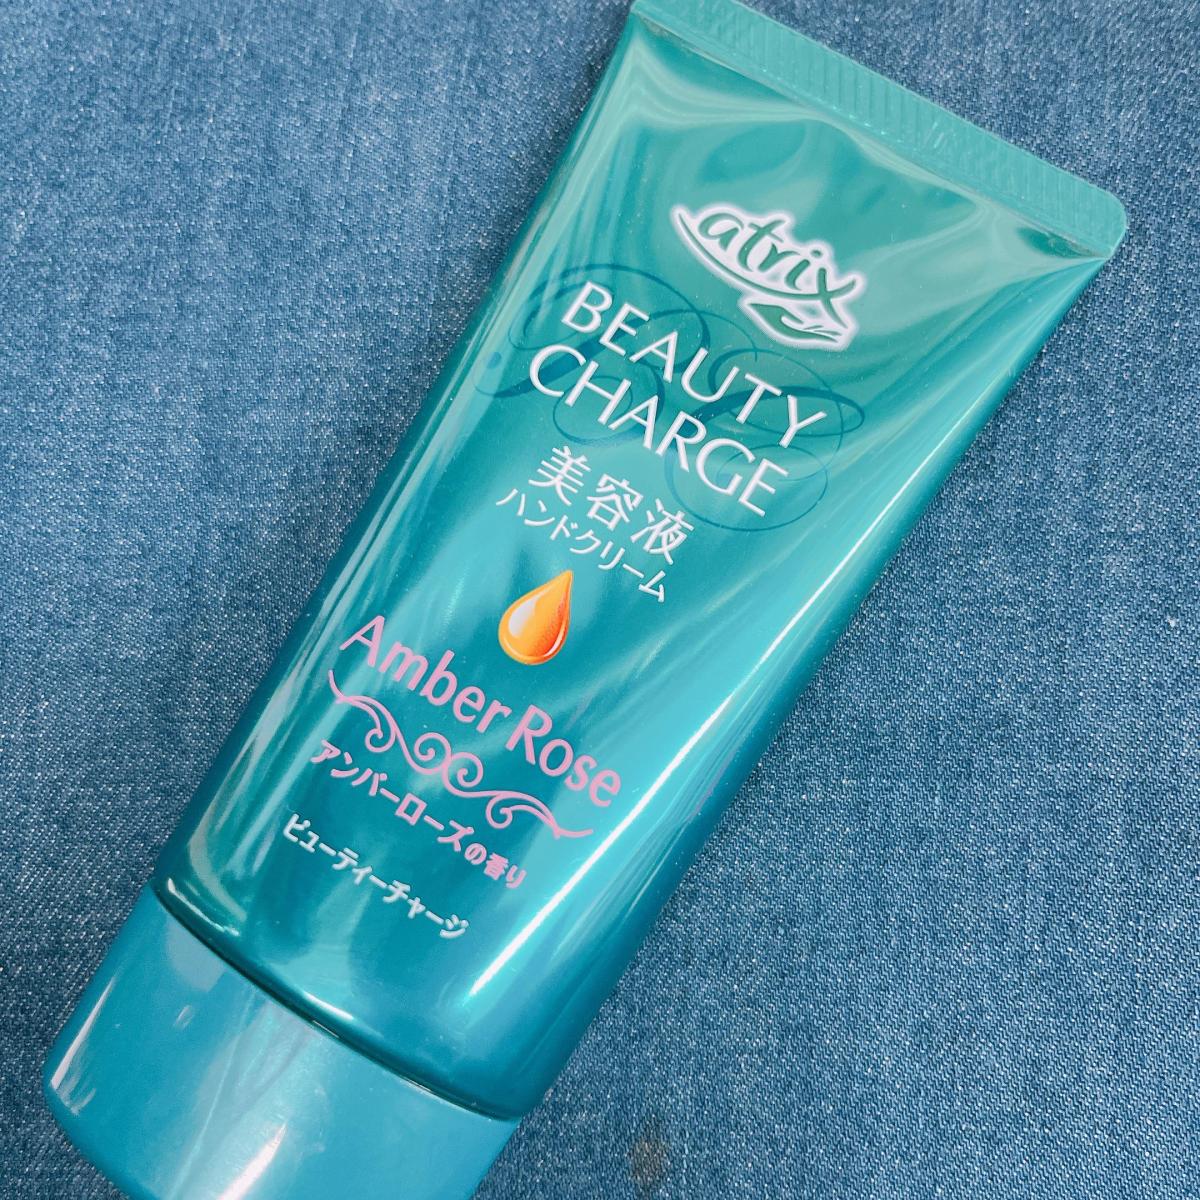 atrix
BEAUTY
CHARGE
美容液
ハンドクリーム
Amber Rose
アンバーローズの香り
ビューティーチャージ